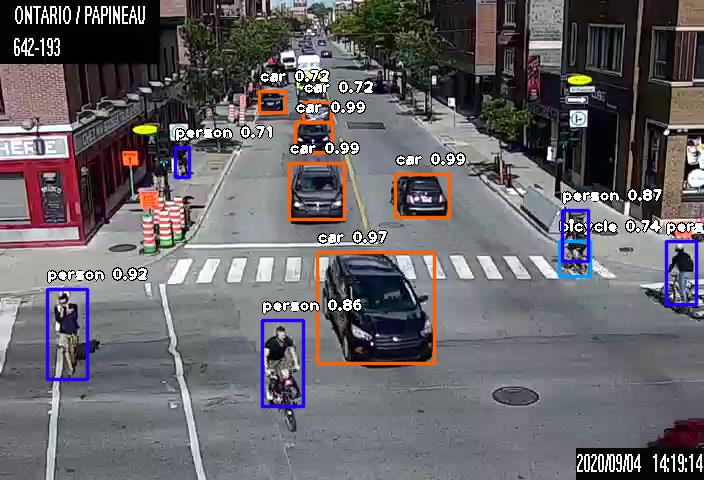 ONTARIO / PAPINEAU
642-193
car 0.72
car 0.72
car 0.99
person 0.71
car 0.99
car 0.99
person 0.87
bicycle 0.74
pers
car 0.97
person 0.92
person 0.86
2020/09/04 14:19:14